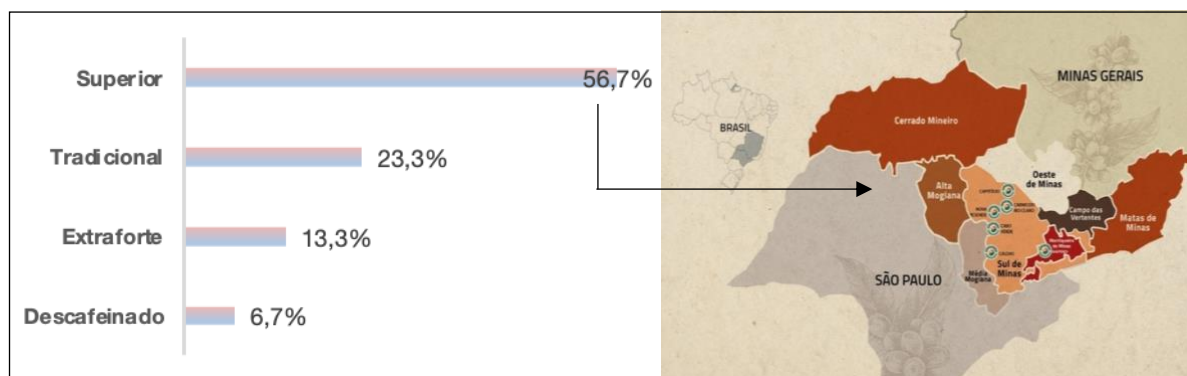 Superior
56,7%
Tradicional
23,3%
Extraforte
13,3%
Descafeinado
6,7%
MINAS GERAIS
BRASIL
Cerrado Mineiro
Oeste
de Minas
Alta
Mogiana
Campo das
Vertentes
Matas de
Minas
Sul de
Minas
Média
Mogiana
SÃO PAULO